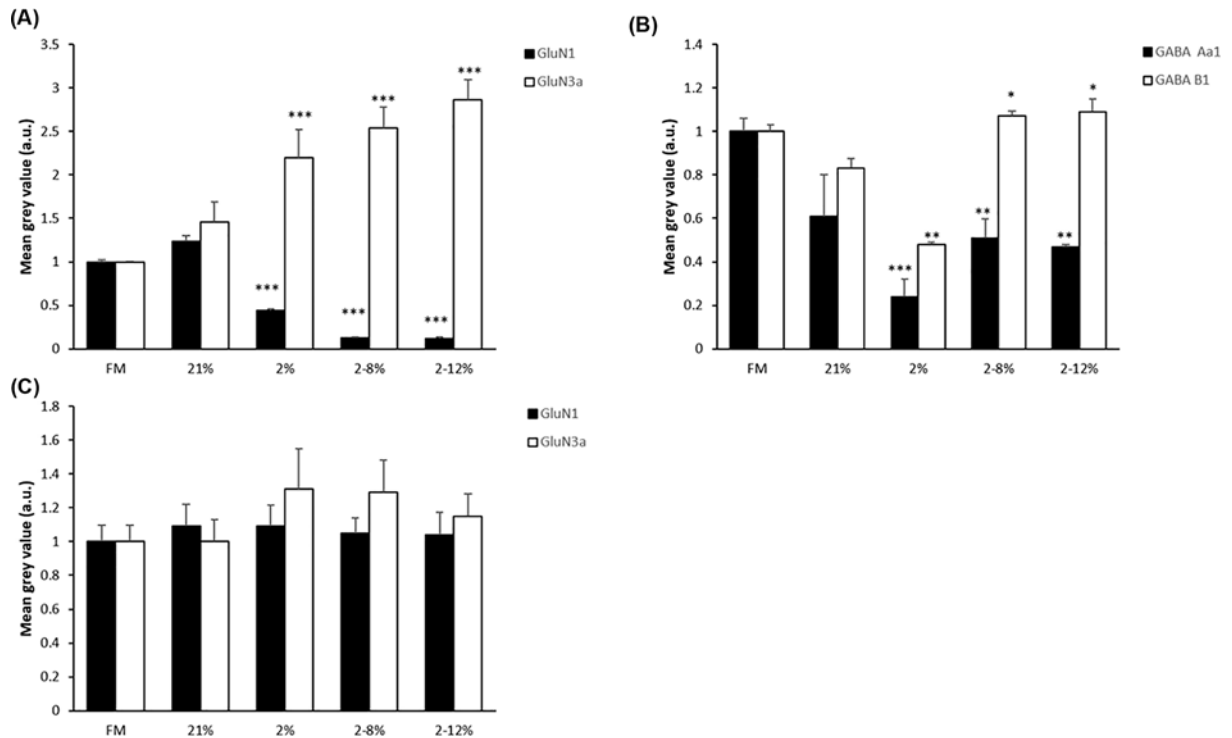 (A)
Mean grey value (a.u.)
3.5
3
2.5
2
1.5
1
0.5
0
***
***
***
***
***
***
FM 21% 2% 2-8% 2-12%
GluN1
GluN3a
(B)
Mean grey value (a.u.)
1.4
1.2
1
0.8
0.6
0.4
0.2
0
***
**
**
*
**
*
FM 21% 2% 2-8% 2-12%
GABA Aa1
GABA B1
(C)
Mean grey value (a.u.)
1.8
1.6
1.4
1.2
1
0.8
0.6
0.4
0.2
0
FM 21% 2% 2-8% 2-12%
GluN1
GluN3a